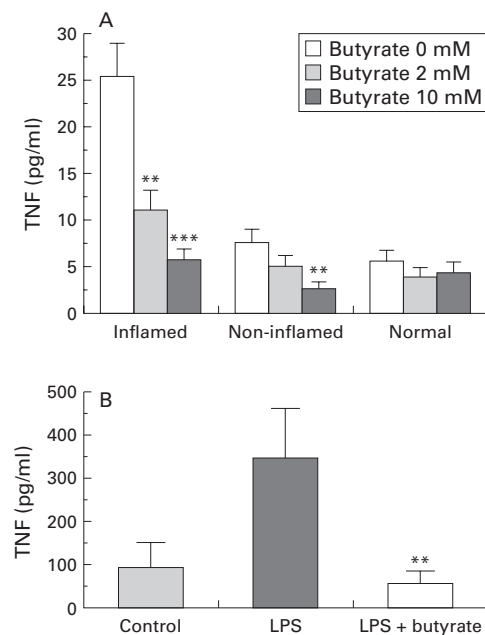 A
Butyrate 0 mM
Butyrate 2 mM
Butyrate 10 mM
TNF (pg/ml)
30
25
20
15
10
5
0
**
***
**
Inflamed Non-inflamed Normal
B
TNF (pg/ml)
500
400
300
200
100
0
**
Control LPS LPS + butyrate